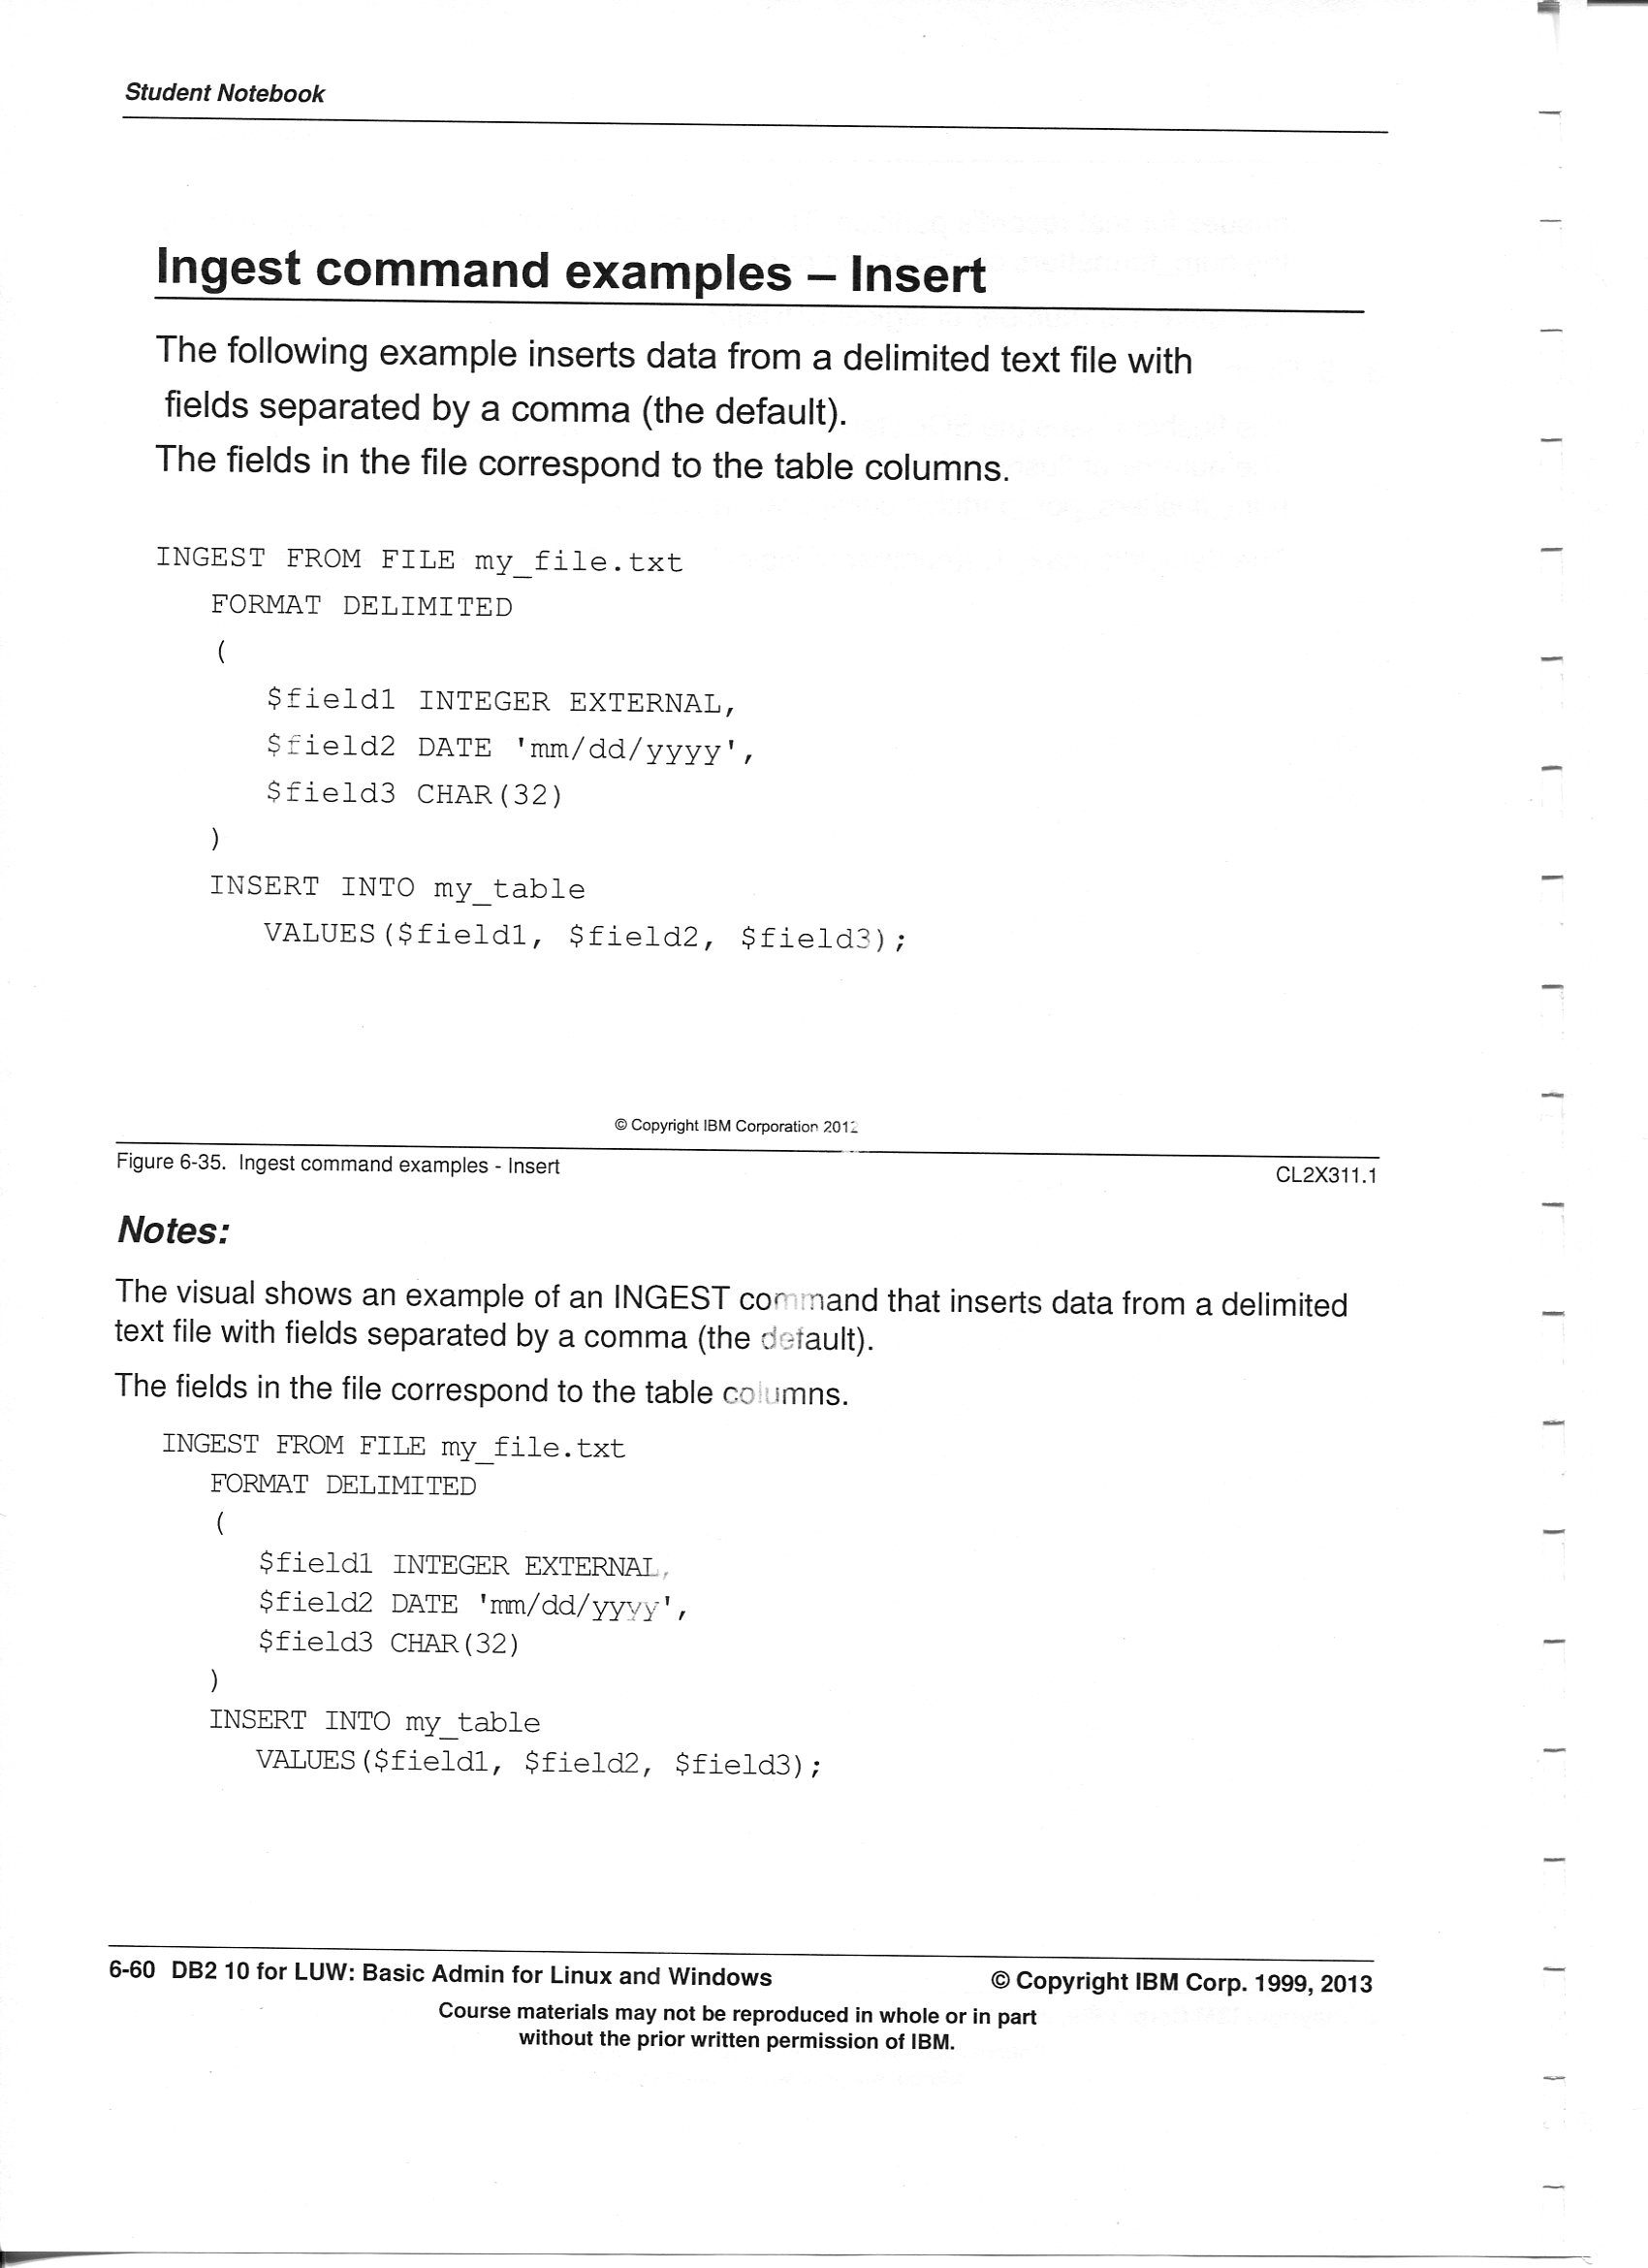 Student Notebook
Ingest command examples – Insert
The following example inserts data from a delimited text file with
fields separated by a comma (the default).
The fields in the file correspond to the table columns.
INGEST FROM FILE my_file.txt
FORMAT DELIMITED
(
$field1 INTEGER EXTERNAL,
$field2 DATE 'mm/dd/yyyy',
$field3 CHAR(32)
)
INSERT INTO my_table
VALUES($field1, $field2, $field3);
© Copyright IBM Corporation 2012
Figure 6-35. Ingest command examples - Insert
CL2X311.1
Notes:
The visual shows an example of an INGEST command that inserts data from a delimited
text file with fields separated by a comma (the default).
The fields in the file correspond to the table columns.
INGEST FROM FILE my_file.txt
FORMAT DELIMITED
(
$field1 INTEGER EXTERNAL,
$field2 DATE 'mm/dd/yyyy',
$field3 CHAR(32)
)
INSERT INTO my_table
VALUES($field1, $field2, $field3);
6-60 DB2 10 for LUW: Basic Admin for Linux and Windows
© Copyright IBM Corp. 1999, 2013
Course materials may not be reproduced in whole or in part
without the prior written permission of IBM.